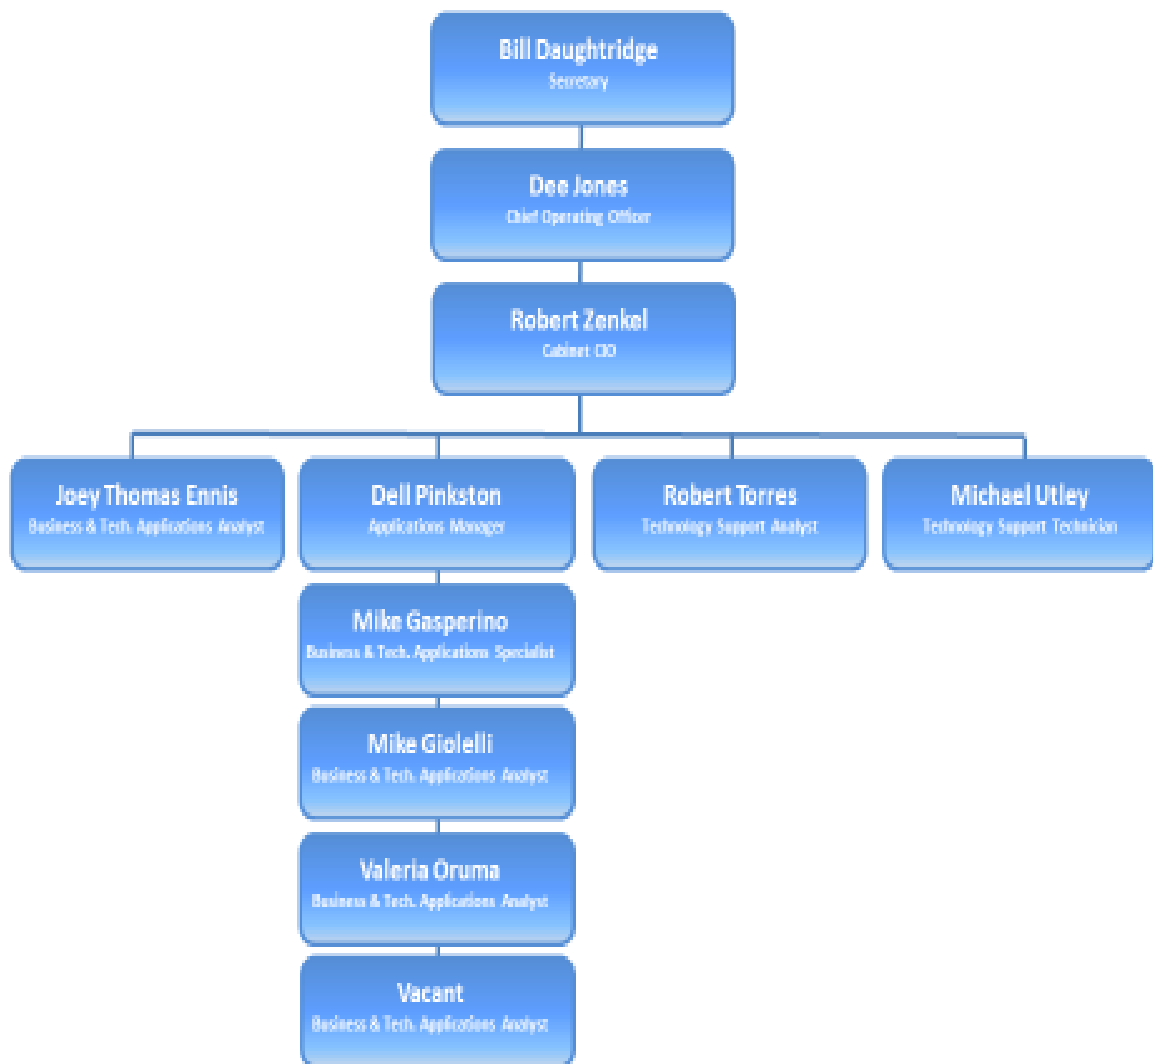 Bill Daughtridge
Secretary
Dee Jones
Chief Operating Officer
Robert Zenkel
Cabinet CIO
Joey Thomas Ennis
Business & Tech. Applications Analyst
Dell Pinkston
Applications Manager
Robert Torres
Technology Support Analyst
Michael Utley
Technology Support Technician
Mike Gasperino
Business & Tech. Applications Specialist
Mike Giolelli
Business & Tech. Applications Analyst
Valeria Oruma
Business & Tech. Applications Analyst
Vacant
Business & Tech. Applications Analyst